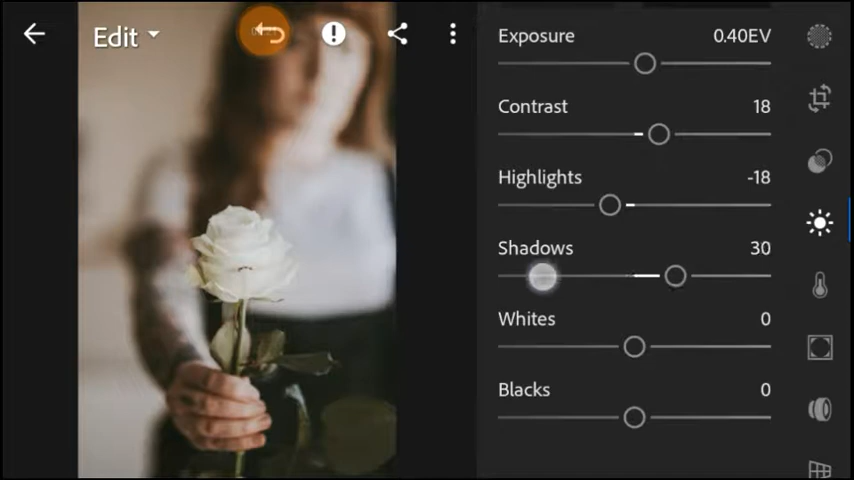 Edit
Exposure 0.40EV
Contrast 18
Highlights -18
Shadows 30
Whites 0
Blacks 0